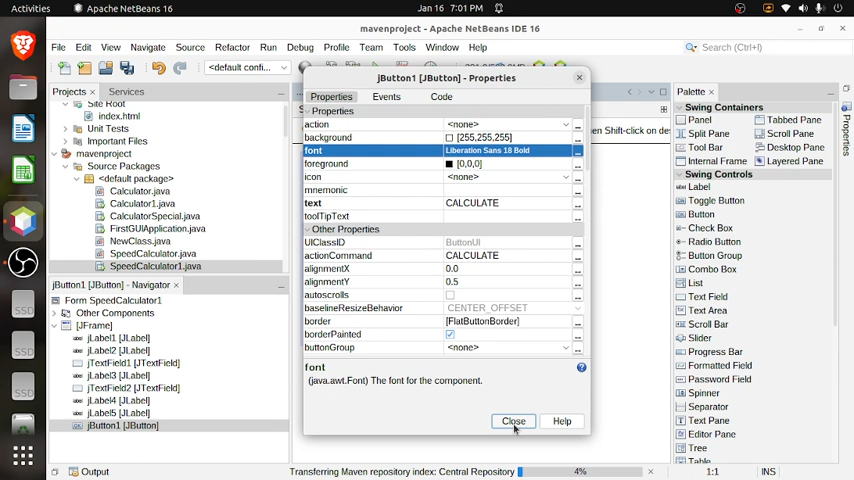 Activities
Apache NetBeans IDE 16
Jan 16 7:01 PM
mavenproject - Apache NetBeans IDE 16
File Edit View Navigate Source Refactor Run Debug Profile Team Tools Window Help
Search (Ctrl+I)
<default confi...
Projects
Services
Site Root
index.html
Unit Tests
Important Files
mavenproject
Source Packages
<default package>
Calculator.java
Calculator1.java
CalculatorSpecial.java
FirstGUIApplication.java
NewClass.java
SpeedCalculator.java
SpeedCalculator1.java
jButton1 [JButton] - Navigator
Form SpeedCalculator1
Other Components
[JFrame]
jLabel1 [JLabel]
jLabel2 [JLabel]
jTextField1 [JTextField]
jLabel3 [JLabel]
jTextField2 [JTextField]
jLabel4 [JLabel]
jLabel5 [JLabel]
jButton1 [JButton]
jButton1 [JButton] - Properties
Properties Events Code
Properties
action <none>
background [255,255,255]
font Liberation Sans 18 Bold
foreground [0,0,0]
icon <none>
mnemonic
text CALCULATE
toolTipText
Other Properties
UIClassID ButtonUI
actionCommand CALCULATE
alignmentX 0.0
alignmentY 0.5
autoscrolls
baselineResizeBehavior CENTER_OFFSET
border [FlatButtonBorder]
borderPainted
buttonGroup <none>
font
(java.awt.Font) The font for the component.
Close Help
en Shift-click on des
Palette
Swing Containers
Panel Tabbed Pane
Split Pane Scroll Pane
Tool Bar Desktop Pane
Internal Frame Layered Pane
Swing Controls
Label
Toggle Button
Button
Check Box
Radio Button
Button Group
Combo Box
List
Text Field
Text Area
Scroll Bar
Slider
Progress Bar
Formatted Field
Password Field
Spinner
Separator
Text Pane
Editor Pane
Tree
Table
Properties
Output
Transferring Maven repository index: Central Repository
4%
1:1
INS
SSD
SSD
SSD